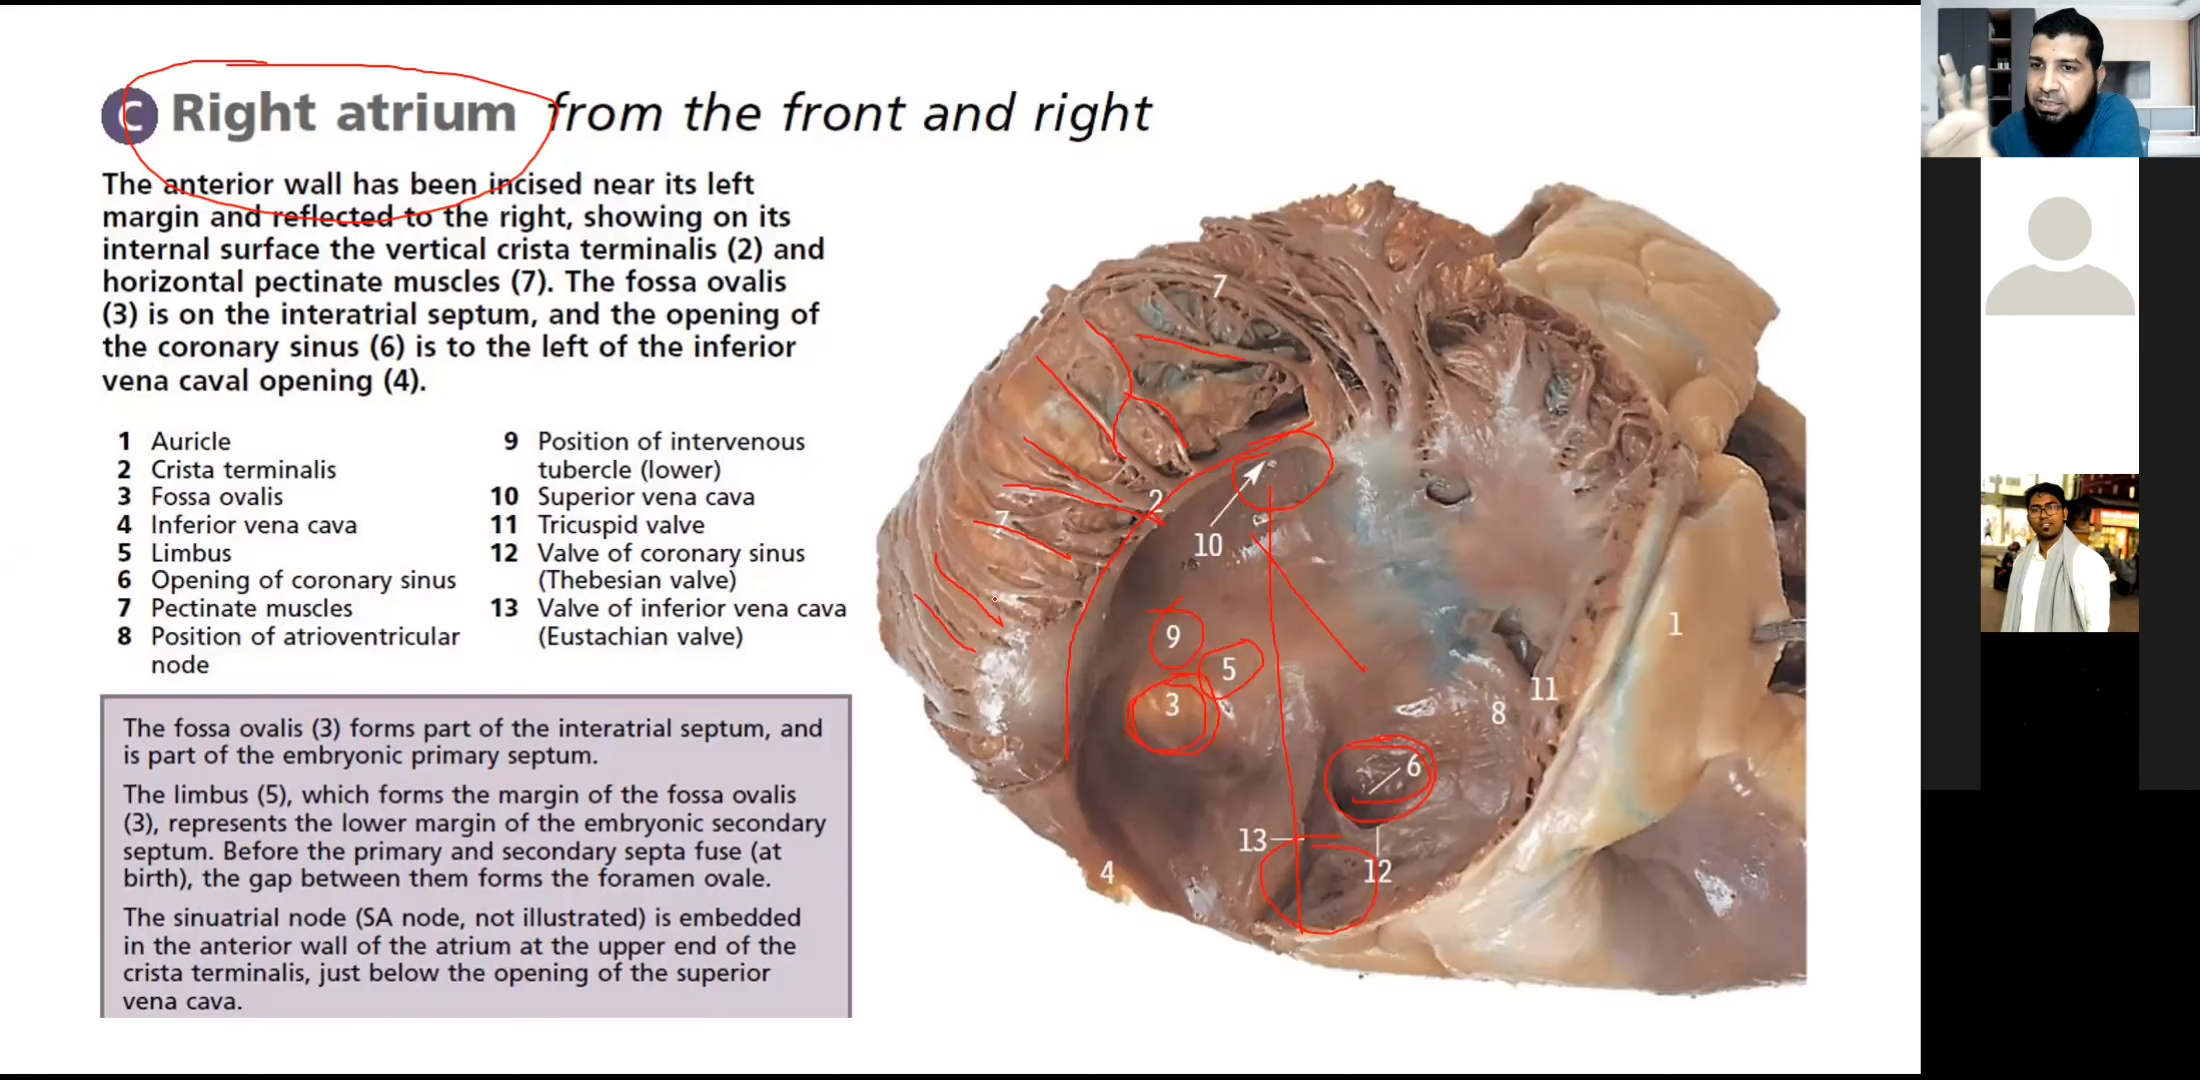 C Right atrium from the front and right
The anterior wall has been incised near its left
margin and reflected to the right, showing on its
internal surface the vertical crista terminalis (2) and
horizontal pectinate muscles (7). The fossa ovalis
(3) is on the interatrial septum, and the opening of
the coronary sinus (6) is to the left of the inferior
vena caval opening (4).
1 Auricle
2 Crista terminalis
3 Fossa ovalis
4 Inferior vena cava
5 Limbus
6 Opening of coronary sinus
7 Pectinate muscles
8 Position of atrioventricular
node
9 Position of intervenous
tubercle (lower)
10 Superior vena cava
11 Tricuspid valve
12 Valve of coronary sinus
(Thebesian valve)
13 Valve of inferior vena cava
(Eustachian valve)
The fossa ovalis (3) forms part of the interatrial septum, and
is part of the embryonic primary septum.
The limbus (5), which forms the margin of the fossa ovalis
(3), represents the lower margin of the embryonic secondary
septum. Before the primary and secondary septa fuse (at
birth), the gap between them forms the foramen ovale.
The sinuatrial node (SA node, not illustrated) is embedded
in the anterior wall of the atrium at the upper end of the
crista terminalis, just below the opening of the superior
vena cava.
7
2
7
10
9
5
3
1
11
8
6
13
12
4